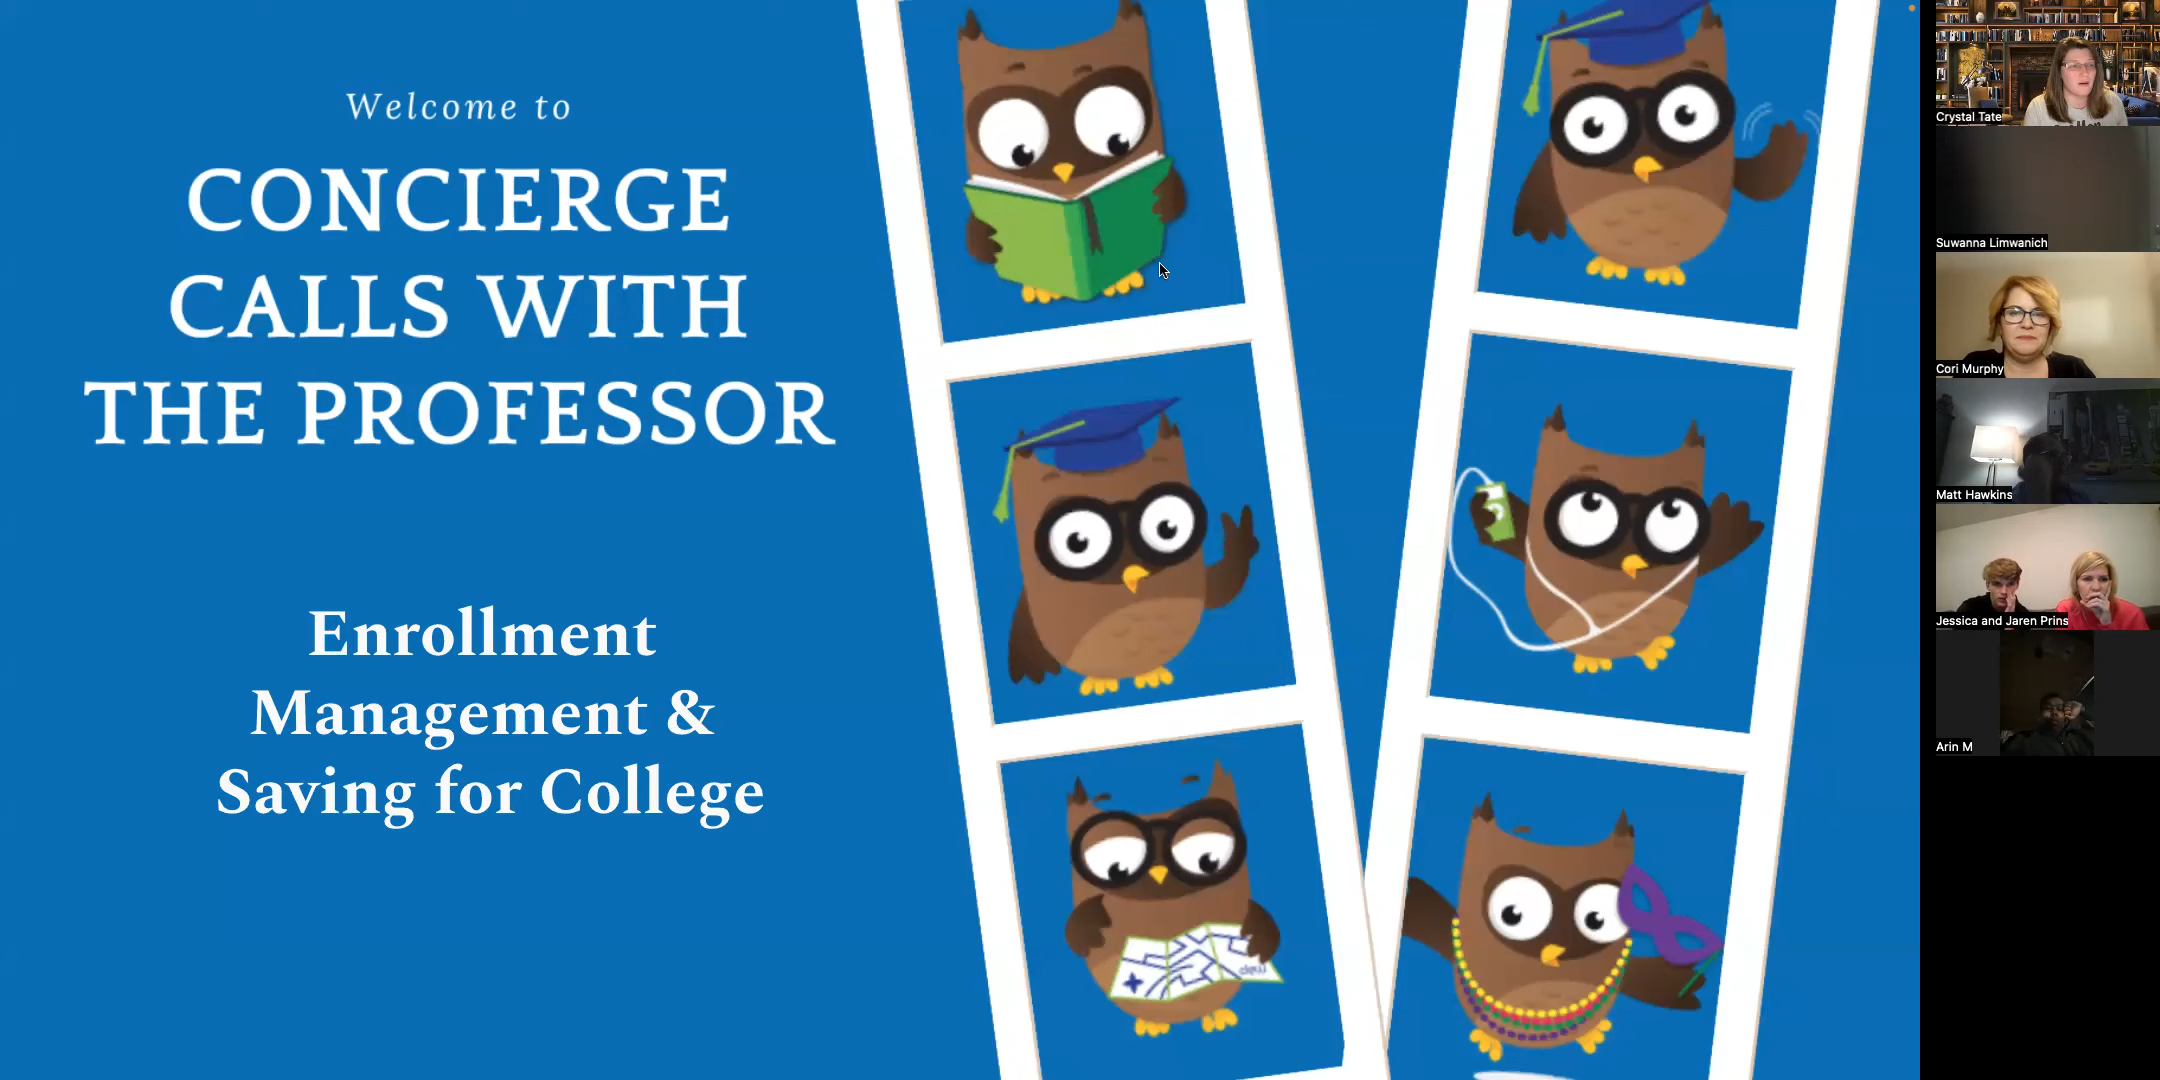 Welcome to
CONCIERGE
CALLS WITH
THE PROFESSOR
Enrollment
Management &
Saving for College
map
Crystal Tate
Suwanna Limwanich
Cori Murphy
Matt Hawkins
Jessica and Jaren Prins
Arin M